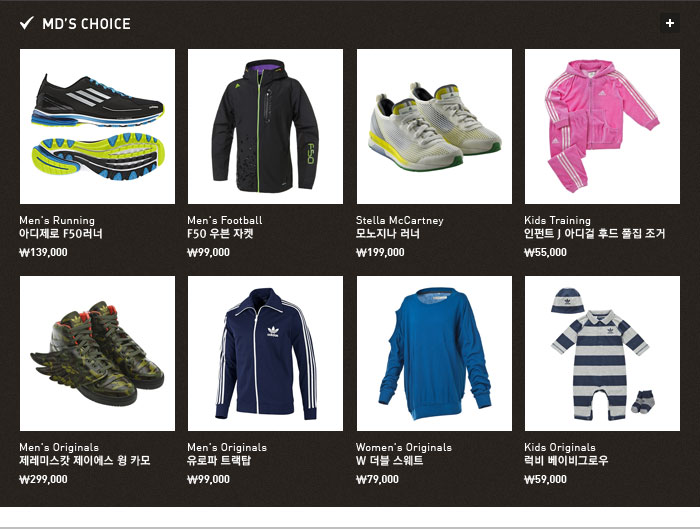 MD'S CHOICE
+
F50
adidas
Men's Running
아디제로 F50러너
₩139,000
Men's Football
F50 우븐 자켓
₩99,000
Stella McCartney
모노지나 러너
₩199,000
Kids Training
인펀트 J 아디걸 후드 풀집 조거
₩55,000
adidas
Men's Originals
제레미스캇 제이에스 윙 카모
₩299,000
Men's Originals
유로파 트랙탑
₩99,000
Women's Originals
W 더블 스웨트
₩79,000
Kids Originals
럭비 베이비그로우
₩59,000